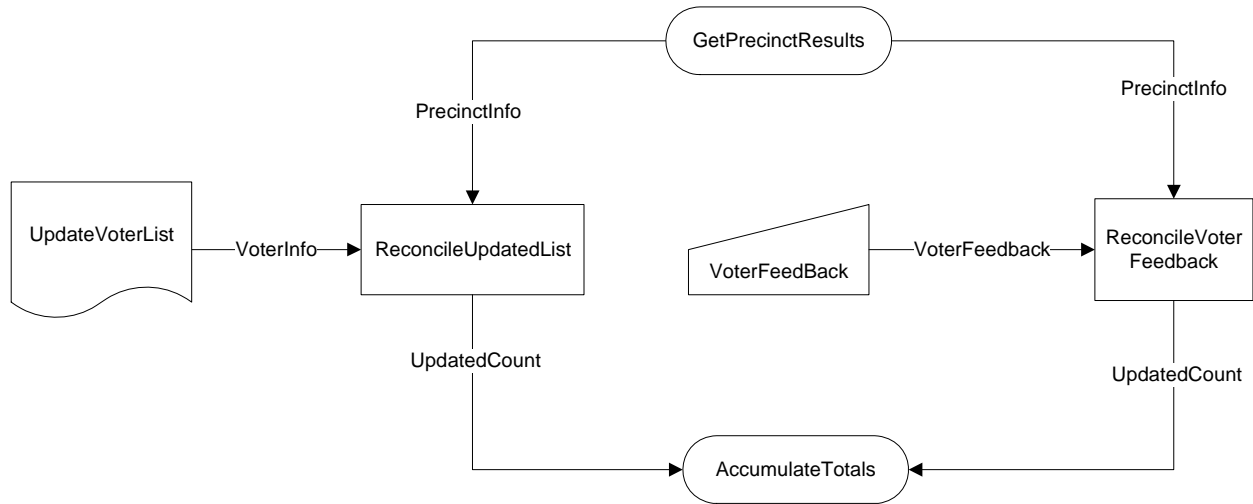 GetPrecinctResults
PrecinctInfo
PrecinctInfo
UpdateVoterList
VoterInfo
ReconcileUpdatedList
VoterFeedBack
VoterFeedback
ReconcileVoter
Feedback
UpdatedCount
UpdatedCount
AccumulateTotals